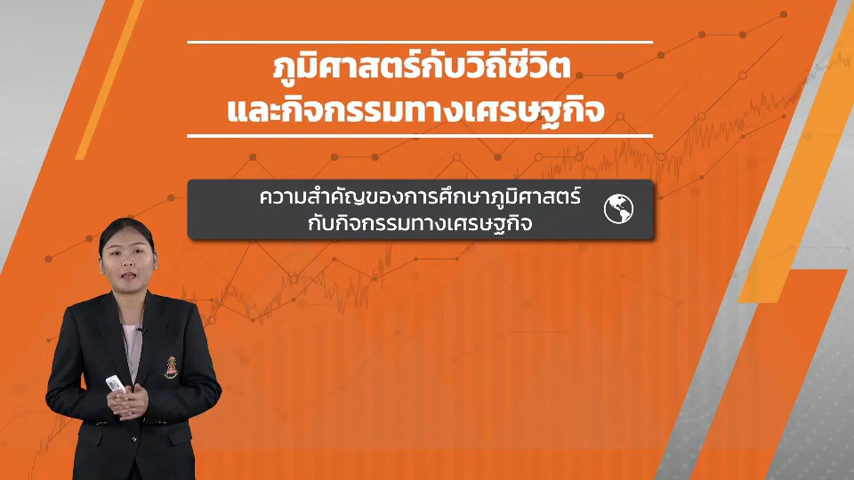 ภูมิศาสตร์กับวิถีชีวิต
และกิจกรรมทางเศรษฐกิจ
ความสำคัญของการศึกษาภูมิศาสตร์
กับกิจกรรมทางเศรษฐกิจ